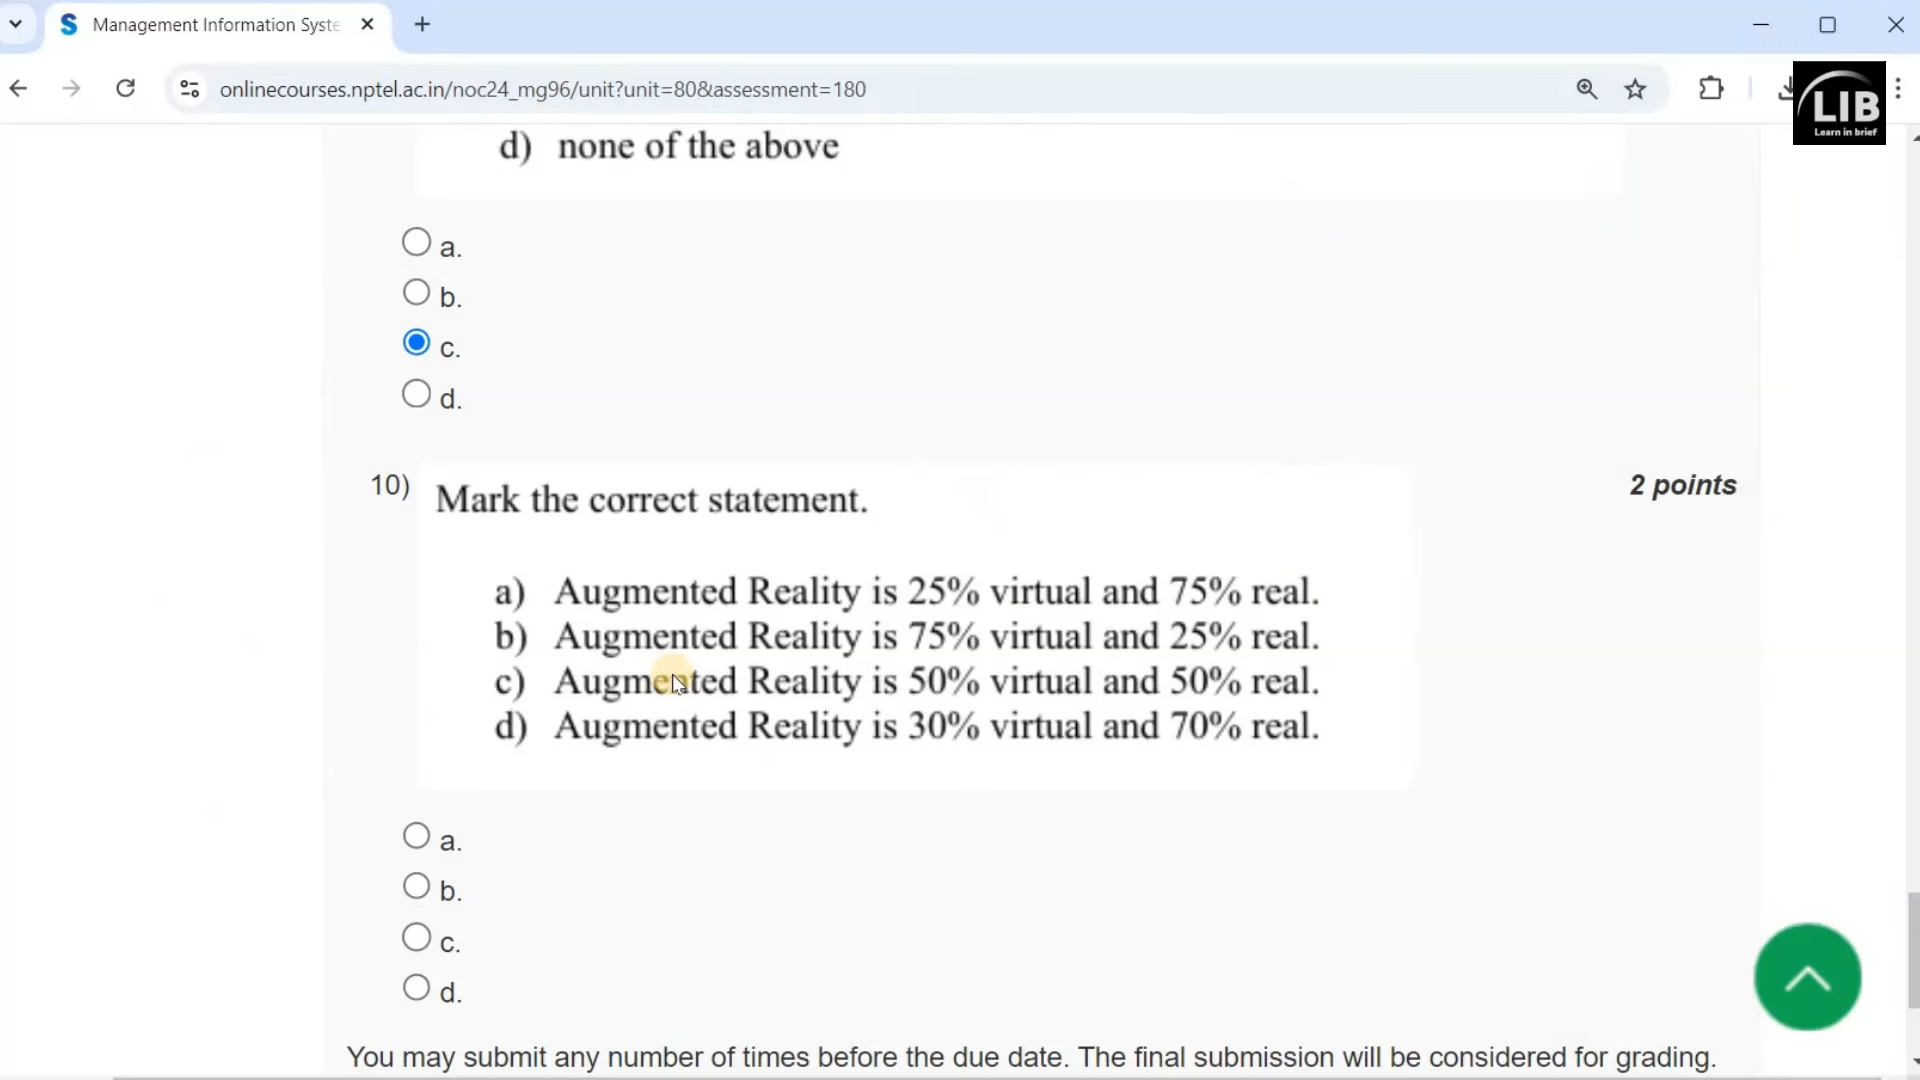 Management Information Syste
onlinecourses.nptel.ac.in/noc24_mg96/unit?unit=80&assessment=180
LIB
Learn in brief
d) none of the above
a.
b.
c.
d.
10) Mark the correct statement. 2 points
a) Augmented Reality is 25% virtual and 75% real.
b) Augmented Reality is 75% virtual and 25% real.
c) Augmented Reality is 50% virtual and 50% real.
d) Augmented Reality is 30% virtual and 70% real.
a.
b.
c.
d.
You may submit any number of times before the due date. The final submission will be considered for grading.